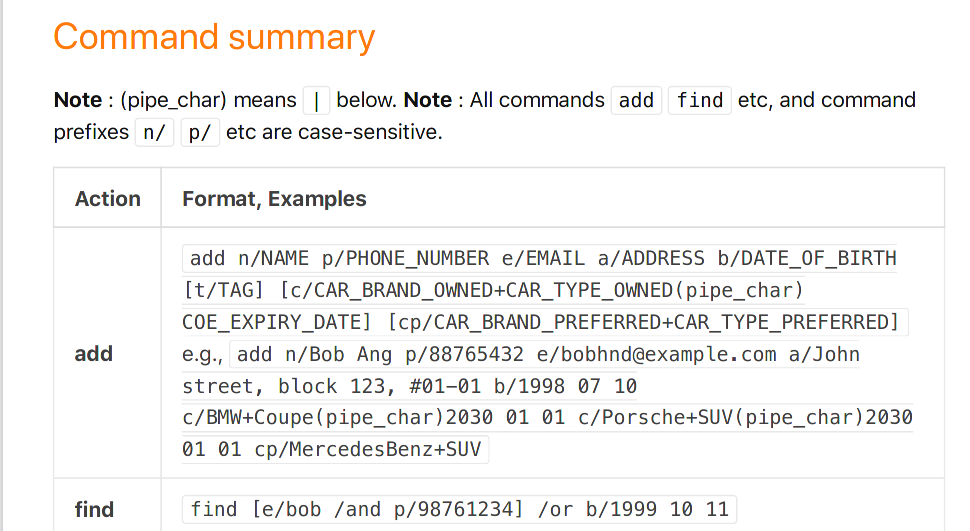 Command summary
Note : (pipe_char) means | below. Note : All commands add find etc, and command
prefixes n/ p/ etc are case-sensitive.
Action Format, Examples
add n/NAME p/PHONE_NUMBER e/EMAIL a/ADDRESS b/DATE_OF_BIRTH
[t/TAG] [c/CAR_BRAND_OWNED+CAR_TYPE_OWNED(pipe_char)
COE_EXPIRY_DATE] [cp/CAR_BRAND_PREFERRED+CAR_TYPE_PREFERRED]
add e.g., add n/Bob Ang p/88765432 e/bobhnd@example.com a/John
street, block 123, #01-01 b/1998 07 10
c/BMW+Coupe(pipe_char)2030 01 01 c/Porsche+SUV(pipe_char)2030
01 01 cp/MercedesBenz+SUV
find find [e/bob /and p/98761234] /or b/1999 10 11